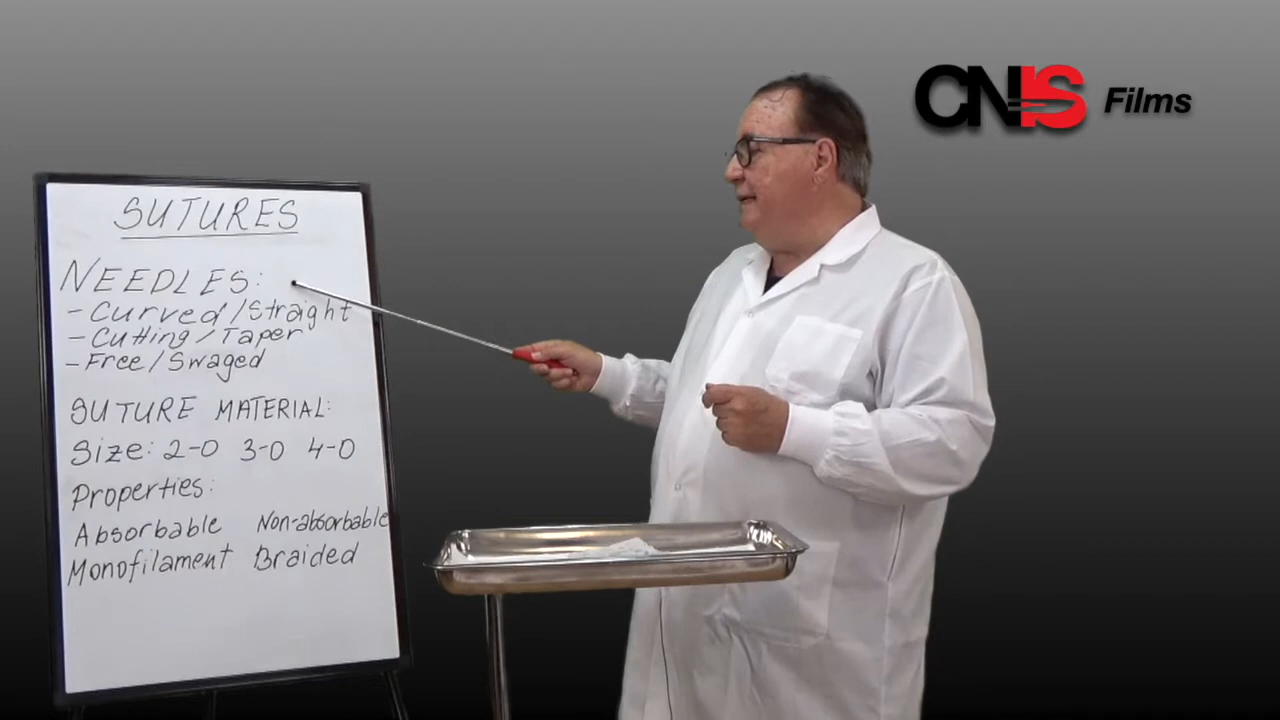 SUTURES
NEEDLES:
- Curved/Straight
- Cutting/Taper
- Free/Swaged
SUTURE MATERIAL:
Size: 2-0 3-0 4-0
Properties:
Absorbable Non-absorbable
Monofilament Braided
CNIS Films